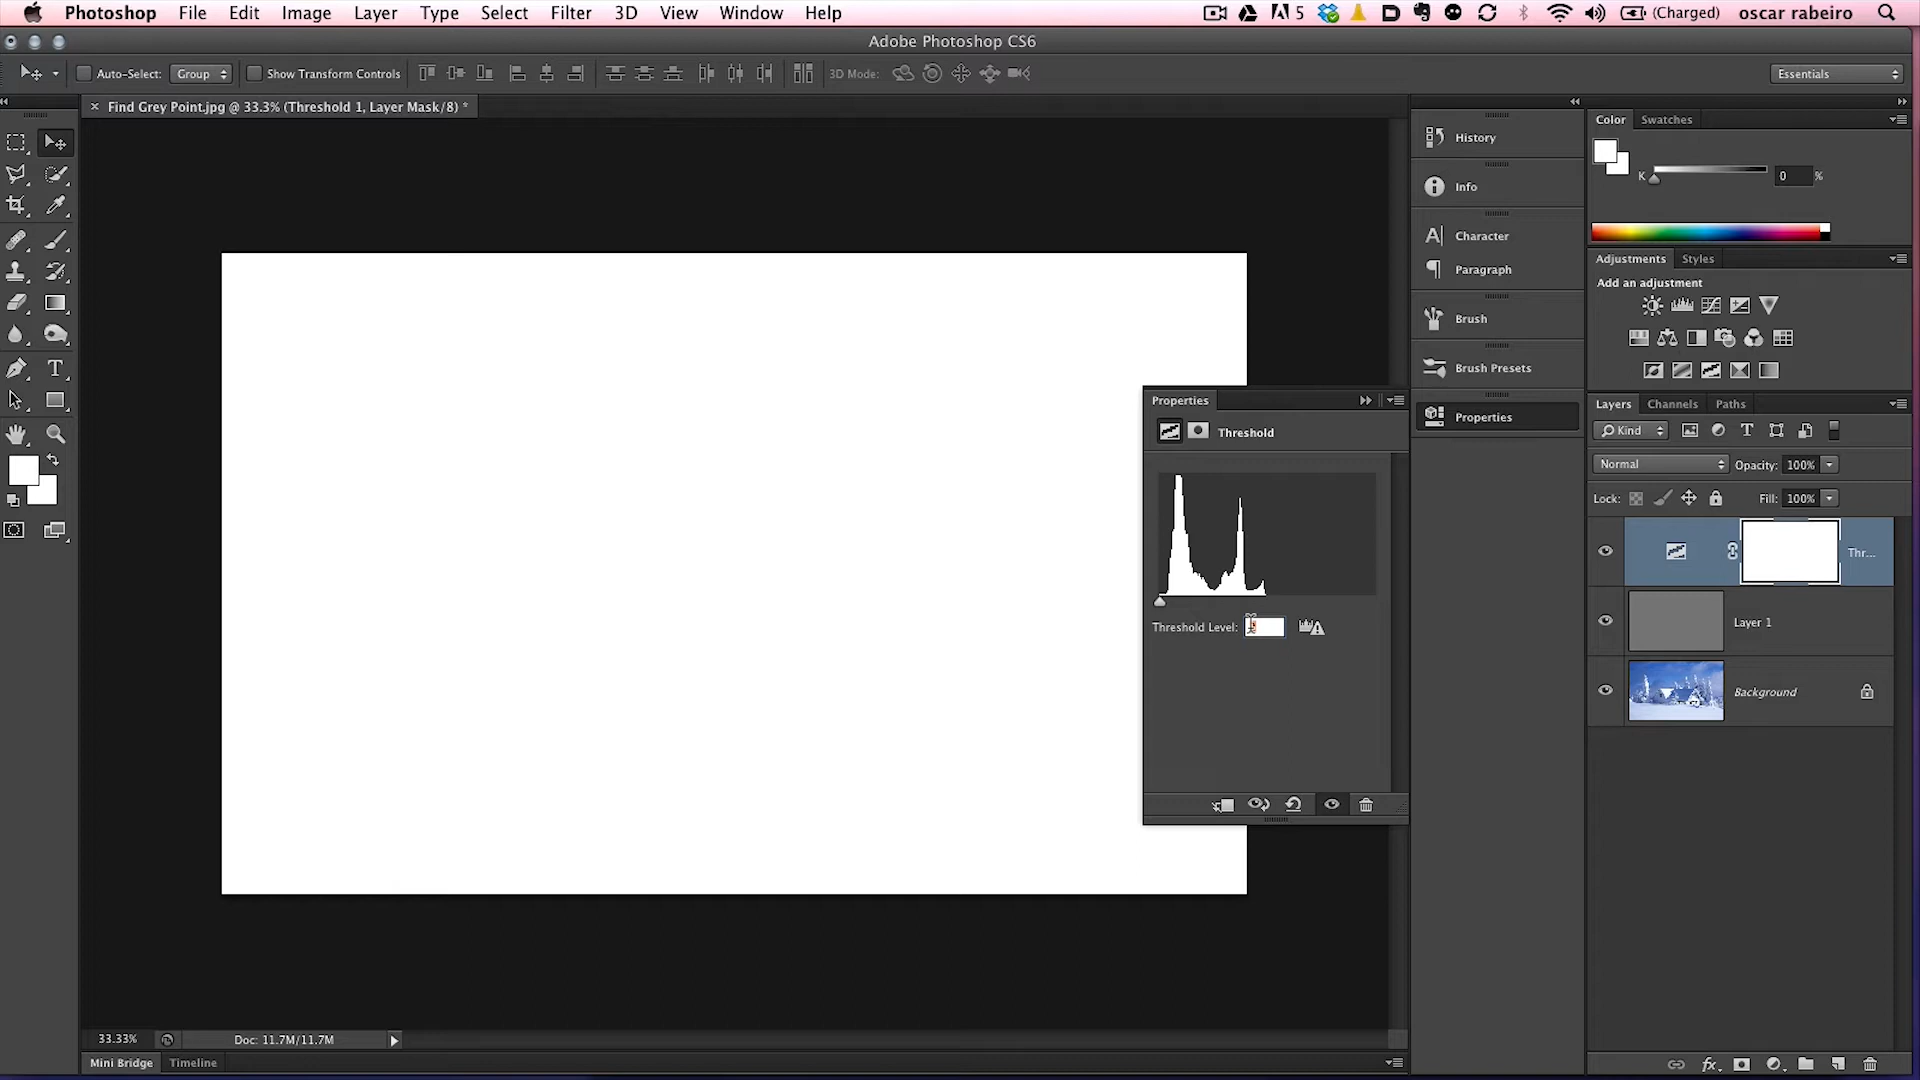 Photoshop File Edit Image Layer Type Select Filter 3D View Window Help 5 (Charged) oscar rabeiro
Adobe Photoshop CS6
Auto-Select: Group Show Transform Controls 3D Mode: Essentials
× Find Grey Point.jpg @ 33.3% (Threshold 1, Layer Mask/8) *
Color Swatches
History
K 0 %
Info
Character
Paragraph
Adjustments Styles
Add an adjustment
Brush
Brush Presets
Properties
Properties
Threshold
Threshold Level:
Layers Channels Paths
Kind
Normal Opacity: 100%
Lock: Fill: 100%
Thr...
Layer 1
Background
33.33% Doc: 11.7M/11.7M
Mini Bridge Timeline